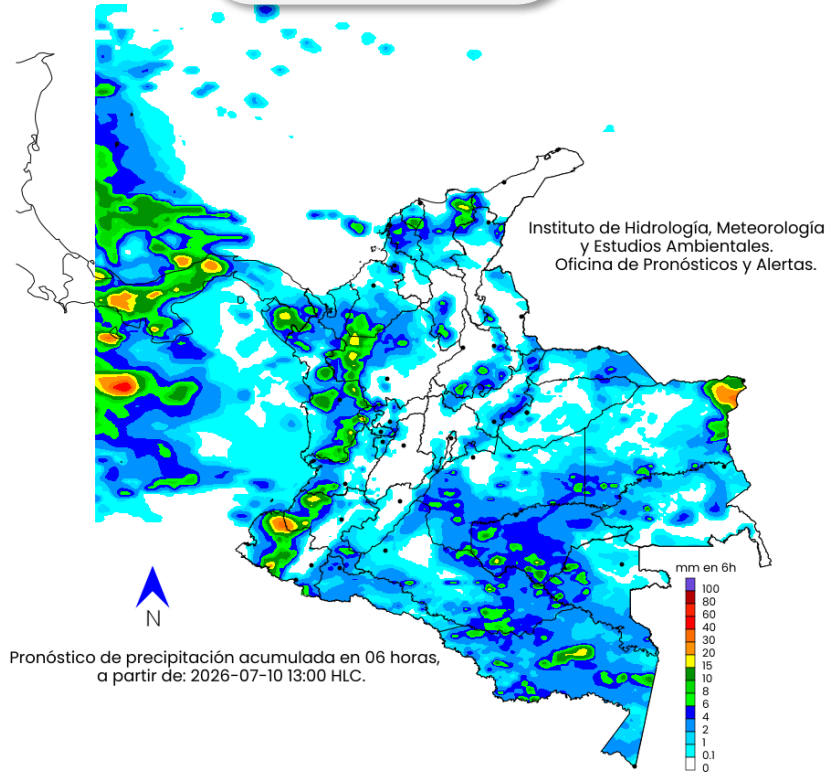 Instituto de Hidrología, Meteorología
y Estudios Ambientales.
Oficina de Pronósticos y Alertas.
mm en 6h
100
80
60
40
30
20
15
10
8
6
4
2
1
0.1
0
N
Pronóstico de precipitación acumulada en 06 horas,
a partir de: 2026-07-10 13:00 HLC.